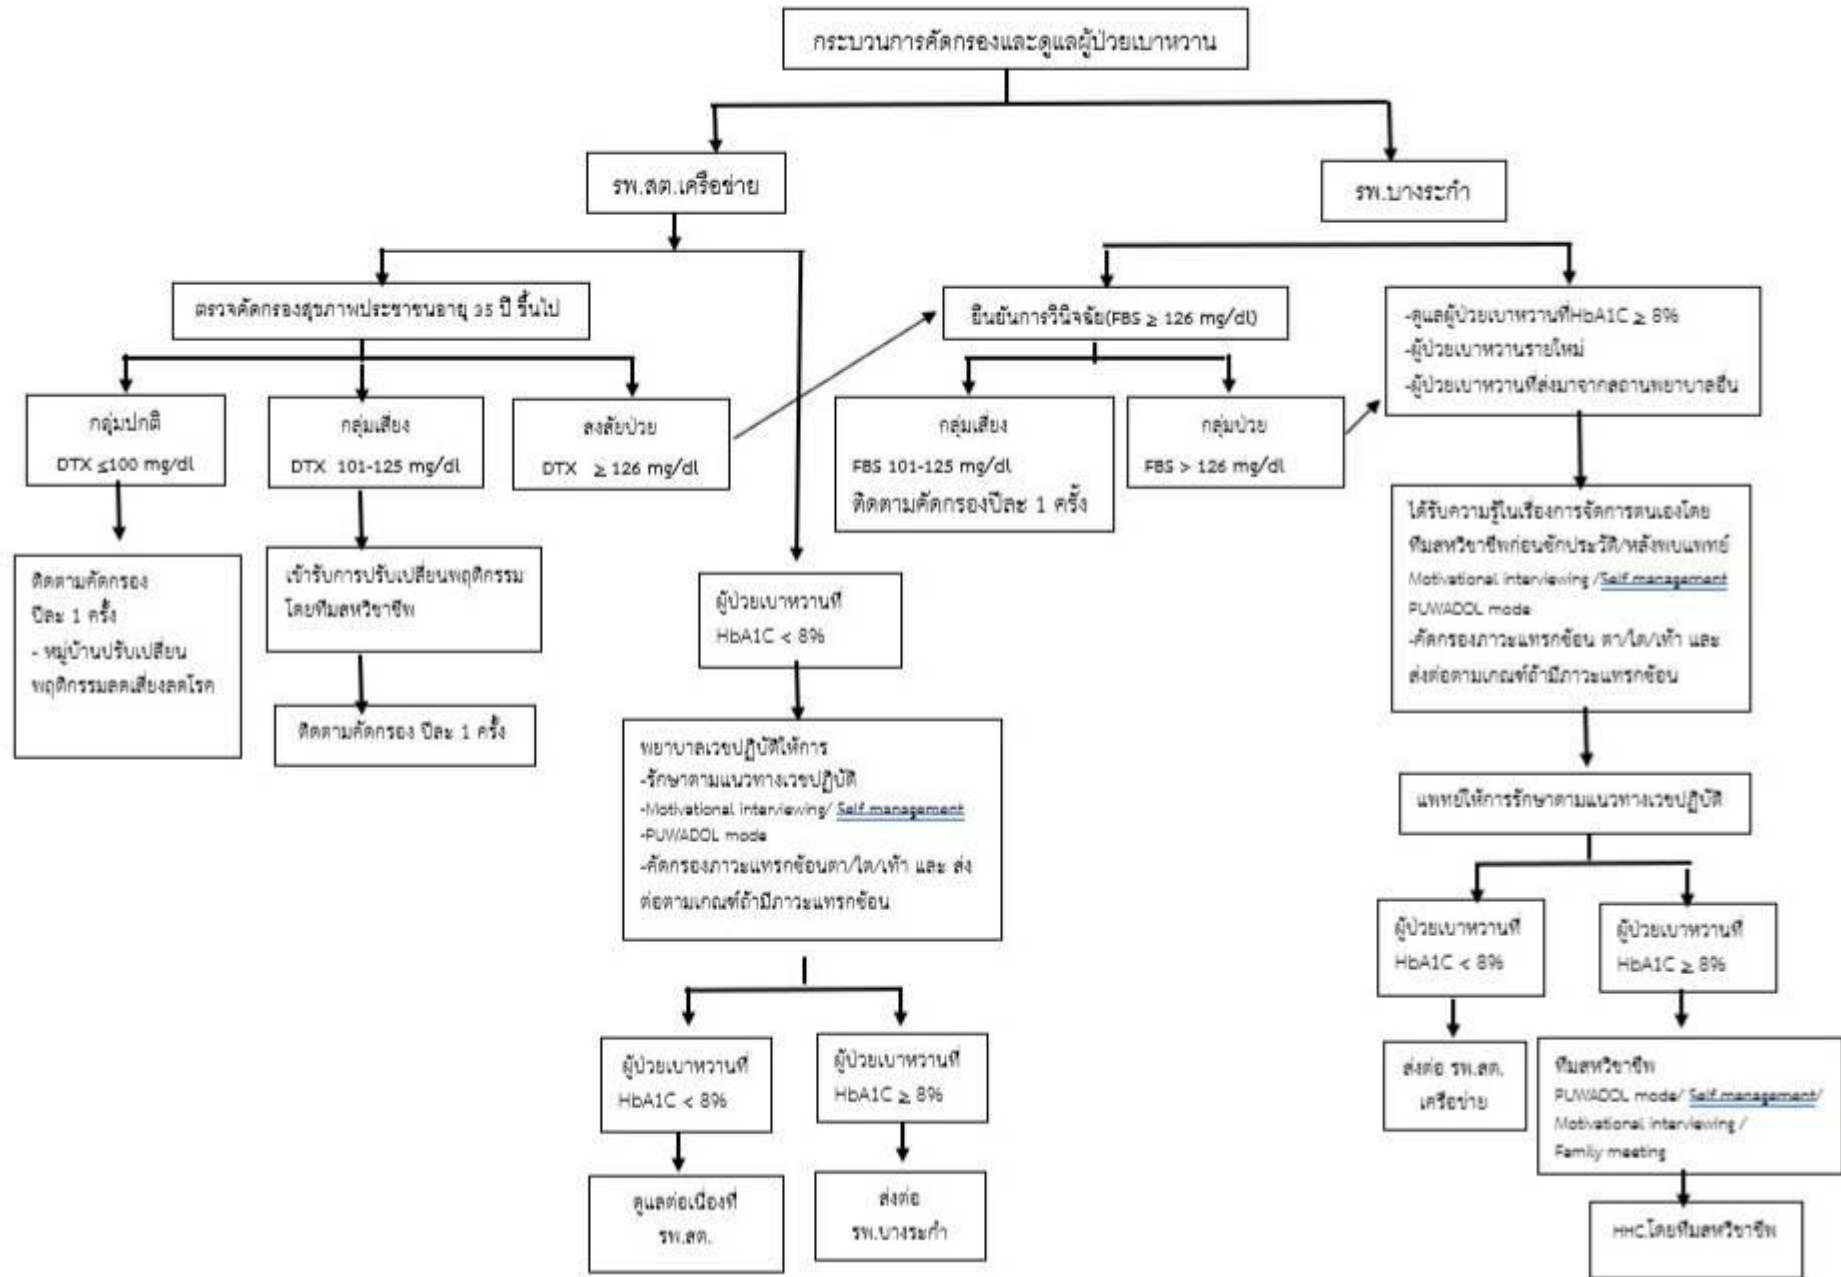 กระบวนการคัดกรองและดูแลผู้ป่วยเบาหวาน
รพ.สต.เครือข่าย
รพ.บางระกำ
ตรวจคัดกรองสุขภาพประชาชนอายุ 35 ปี ขึ้นไป
กลุ่มปกติ
DTX ≤100 mg/dl
กลุ่มเสี่ยง
DTX 101-125 mg/dl
สงสัยป่วย
DTX ≥ 126 mg/dl
ติดตามคัดกรอง
ปีละ 1 ครั้ง
- หมู่บ้านปรับเปลี่ยน
พฤติกรรมลดเสี่ยงลดโรค
เข้ารับการปรับเปลี่ยนพฤติกรรม
โดยทีมสหวิชาชีพ
ติดตามคัดกรอง ปีละ 1 ครั้ง
ผู้ป่วยเบาหวานที่
HbA1C < 8%
พยาบาลเวชปฏิบัติให้การ
-รักษาตามแนวทางเวชปฏิบัติ
-Motivational interviewing/ Self management
-PUWADOL mode
-คัดกรองภาวะแทรกซ้อนตา/ไต/เท้า และ ส่ง
ต่อตามเกณฑ์ถ้ามีภาวะแทรกซ้อน
ผู้ป่วยเบาหวานที่
HbA1C < 8%
ดูแลต่อเนื่องที่
รพ.สต.
ผู้ป่วยเบาหวานที่
HbA1C ≥ 8%
ส่งต่อ
รพ.บางระกำ
ยืนยันการวินิจฉัย(FBS ≥ 126 mg/dl)
กลุ่มเสี่ยง
FBS 101-125 mg/dl
ติดตามคัดกรองปีละ 1 ครั้ง
กลุ่มป่วย
FBS > 126 mg/dl
-ดูแลผู้ป่วยเบาหวานที่HbA1C ≥ 8%
-ผู้ป่วยเบาหวานรายใหม่
-ผู้ป่วยเบาหวานที่ส่งมาจากสถานพยาบาลอื่น
ได้รับความรู้ในเรื่องการจัดการตนเองโดย
ทีมสหวิชาชีพก่อนซักประวัติ/หลังพบแพทย์
Motivational interviewing /Self management
PUWADOL mode
-คัดกรองภาวะแทรกซ้อน ตา/ไต/เท้า และ
ส่งต่อตามเกณฑ์ถ้ามีภาวะแทรกซ้อน
แพทย์ให้การรักษาตามแนวทางเวชปฏิบัติ
ผู้ป่วยเบาหวานที่
HbA1C < 8%
ส่งต่อ รพ.สต.
เครือข่าย
ผู้ป่วยเบาหวานที่
HbA1C ≥ 8%
ทีมสหวิชาชีพ
PUWADOL mode/ Self management/
Motivational interviewing /
Family meeting
HHC.โดยทีมสหวิชาชีพ